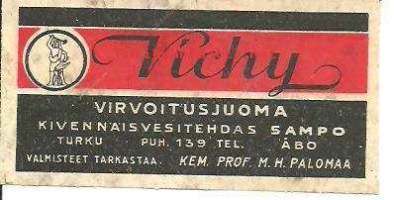 Vichy
VIRVOITUSJUOMA
KIVENNÄISVESITEHDAS SAMPO
TURKU PUH. 139 TEL. ÅBO
VALMISTEET TARKASTAA. KEM. PROF. M. H. PALOMAA